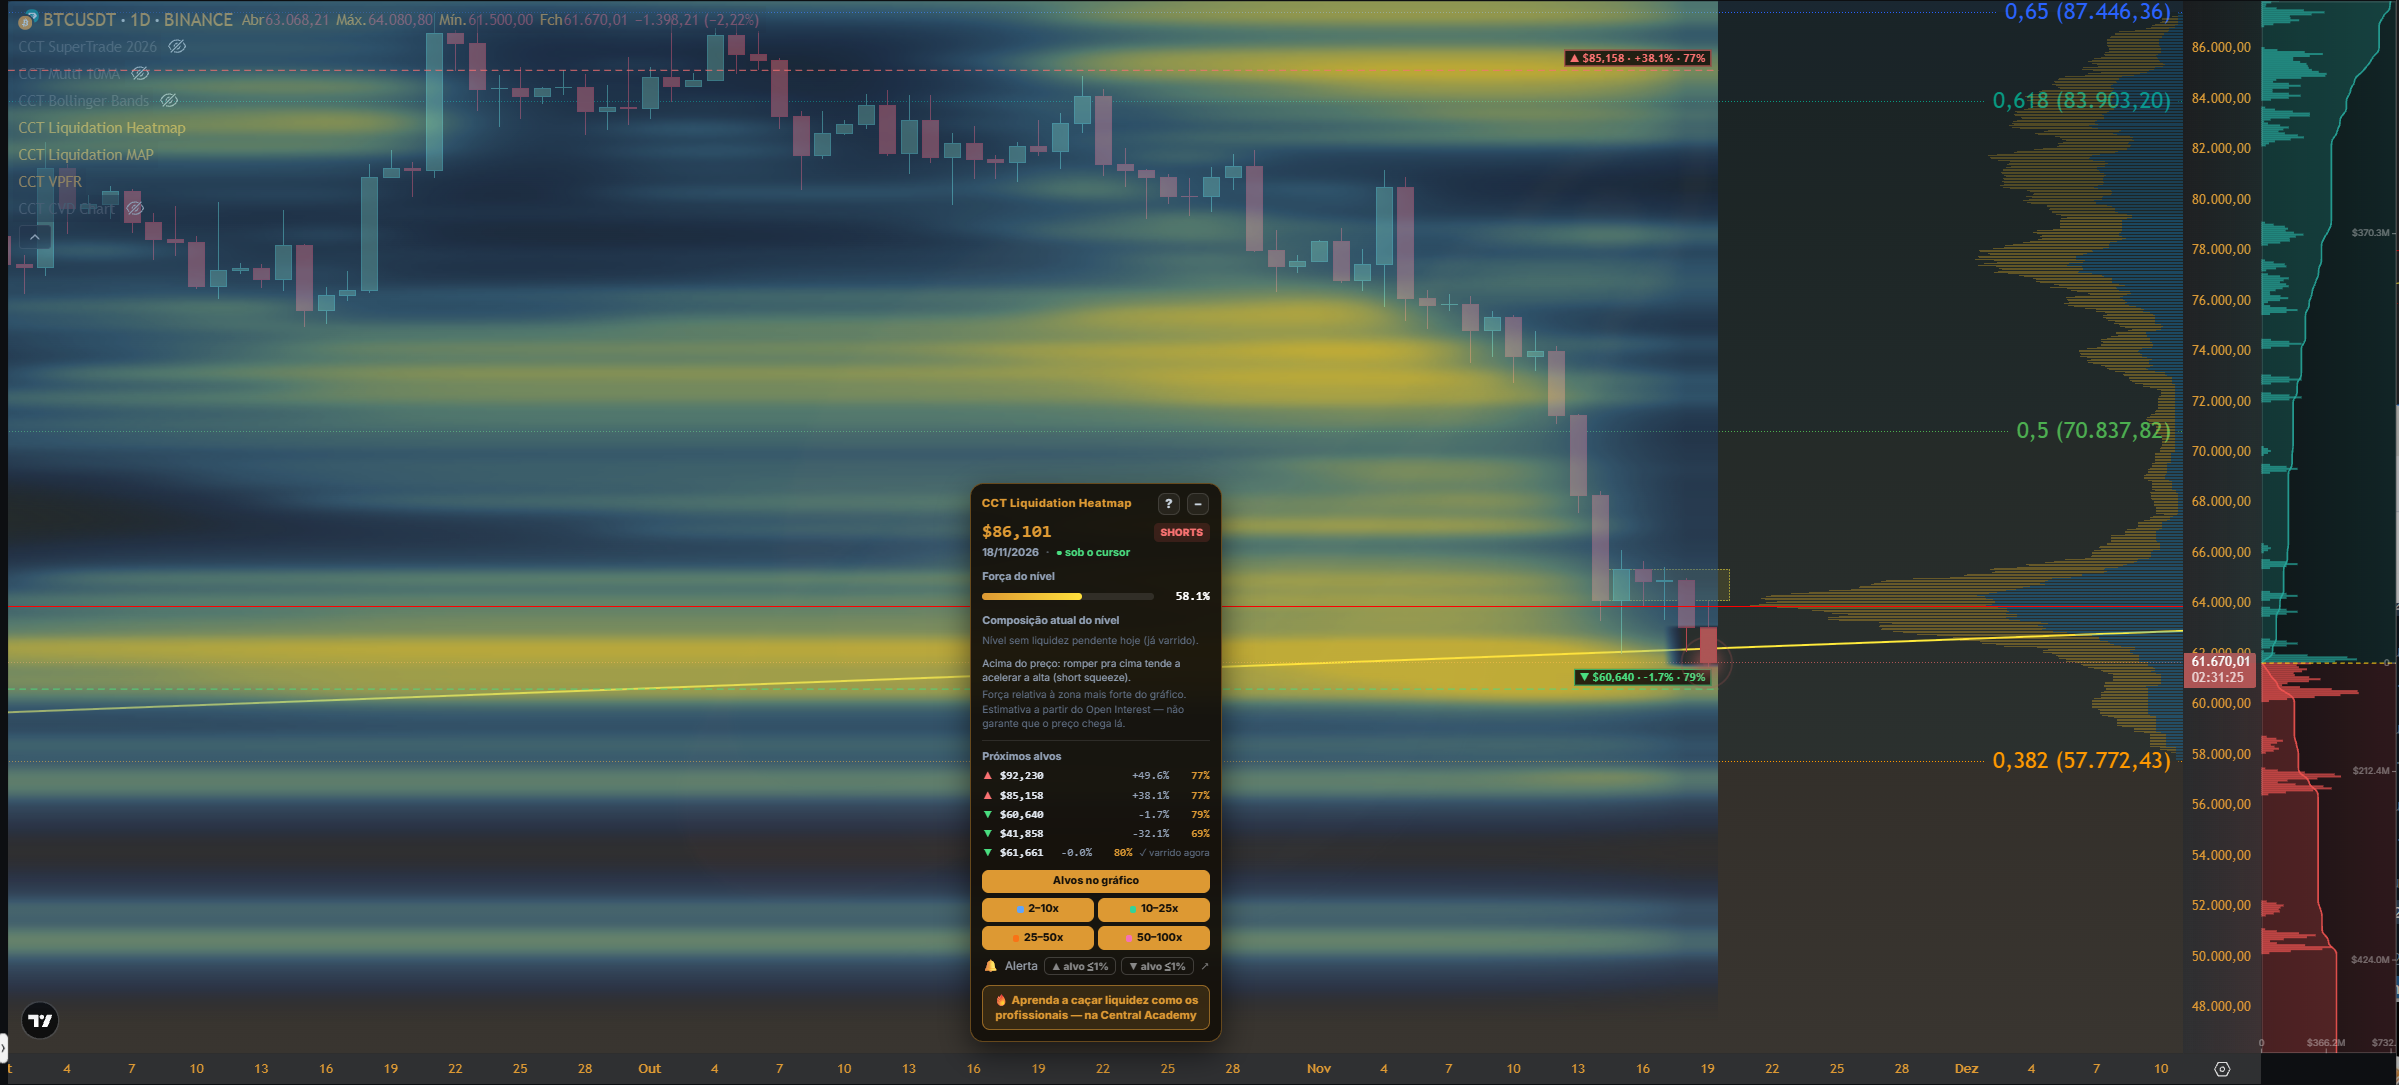 BTCUSDT · 1D · BINANCE Abr63.068,21 Máx.64.080,80 Mín.61.500,00 Fch61.670,01 −1.398,21 (−2,22%)
CCT SuperTrade 2026
CCT Multi 10MA
CCT Bollinger Bands
CCT Liquidation Heatmap
CCT Liquidation MAP
CCT VPFR
CCT CVD Chart
▲ $85,158 · +38.1% · 77%
0,65 (87.446,36)
0,618 (83.903,20)
0,5 (70.837,82)
0,382 (57.772,43)
▼ $60,640 · -1.7% · 79%
CCT Liquidation Heatmap ? −
$86,101 SHORTS
18/11/2026 · ● sob o cursor
Força do nível
58.1%
Composição atual do nível
Nível sem liquidez pendente hoje (já varrido).
Acima do preço: romper pra cima tende a
acelerar a alta (short squeeze).
Força relativa à zona mais forte do gráfico.
Estimativa a partir do Open Interest — não
garante que o preço chega lá.
Próximos alvos
▲ $92,230 +49.6% 77%
▲ $85,158 +38.1% 77%
▼ $60,640 -1.7% 79%
▼ $41,858 -32.1% 69%
▼ $61,661 -0.0% 80% ✓ varrido agora
Alvos no gráfico
2–10x 10–25x
25–50x 50–100x
🔔 Alerta ▲ alvo ≤1% ▼ alvo ≤1% ↗
🔥 Aprenda a caçar liquidez como os
profissionais — na Central Academy
86.000,00
84.000,00
82.000,00
80.000,00
78.000,00
76.000,00
74.000,00
72.000,00
70.000,00
68.000,00
66.000,00
64.000,00
61.670,01
02:31:25
60.000,00
58.000,00
56.000,00
54.000,00
52.000,00
50.000,00
48.000,00
$370.3M
0
$212.4M
$424.0M
0 $366.2M $732.
4 7 10 13 16 19 22 25 28 Out 4 7 10 13 16 19 22 25 28 Nov 4 7 10 13 16 19 22 25 28 Dez 4 7 10